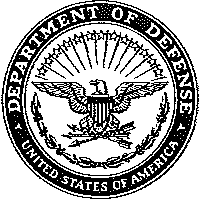 DEPARTMENT OF DEFENSE
UNITED STATES OF AMERICA